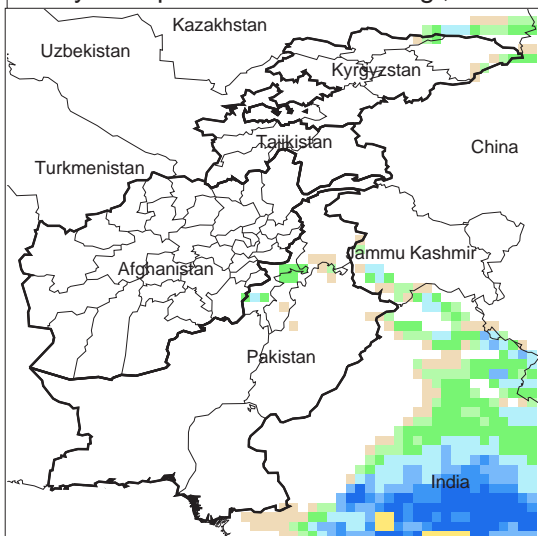 Kazakhstan
Uzbekistan
Kyrgyzstan
Tajikistan
China
Turkmenistan
Jammu Kashmir
Afghanistan
Pakistan
India